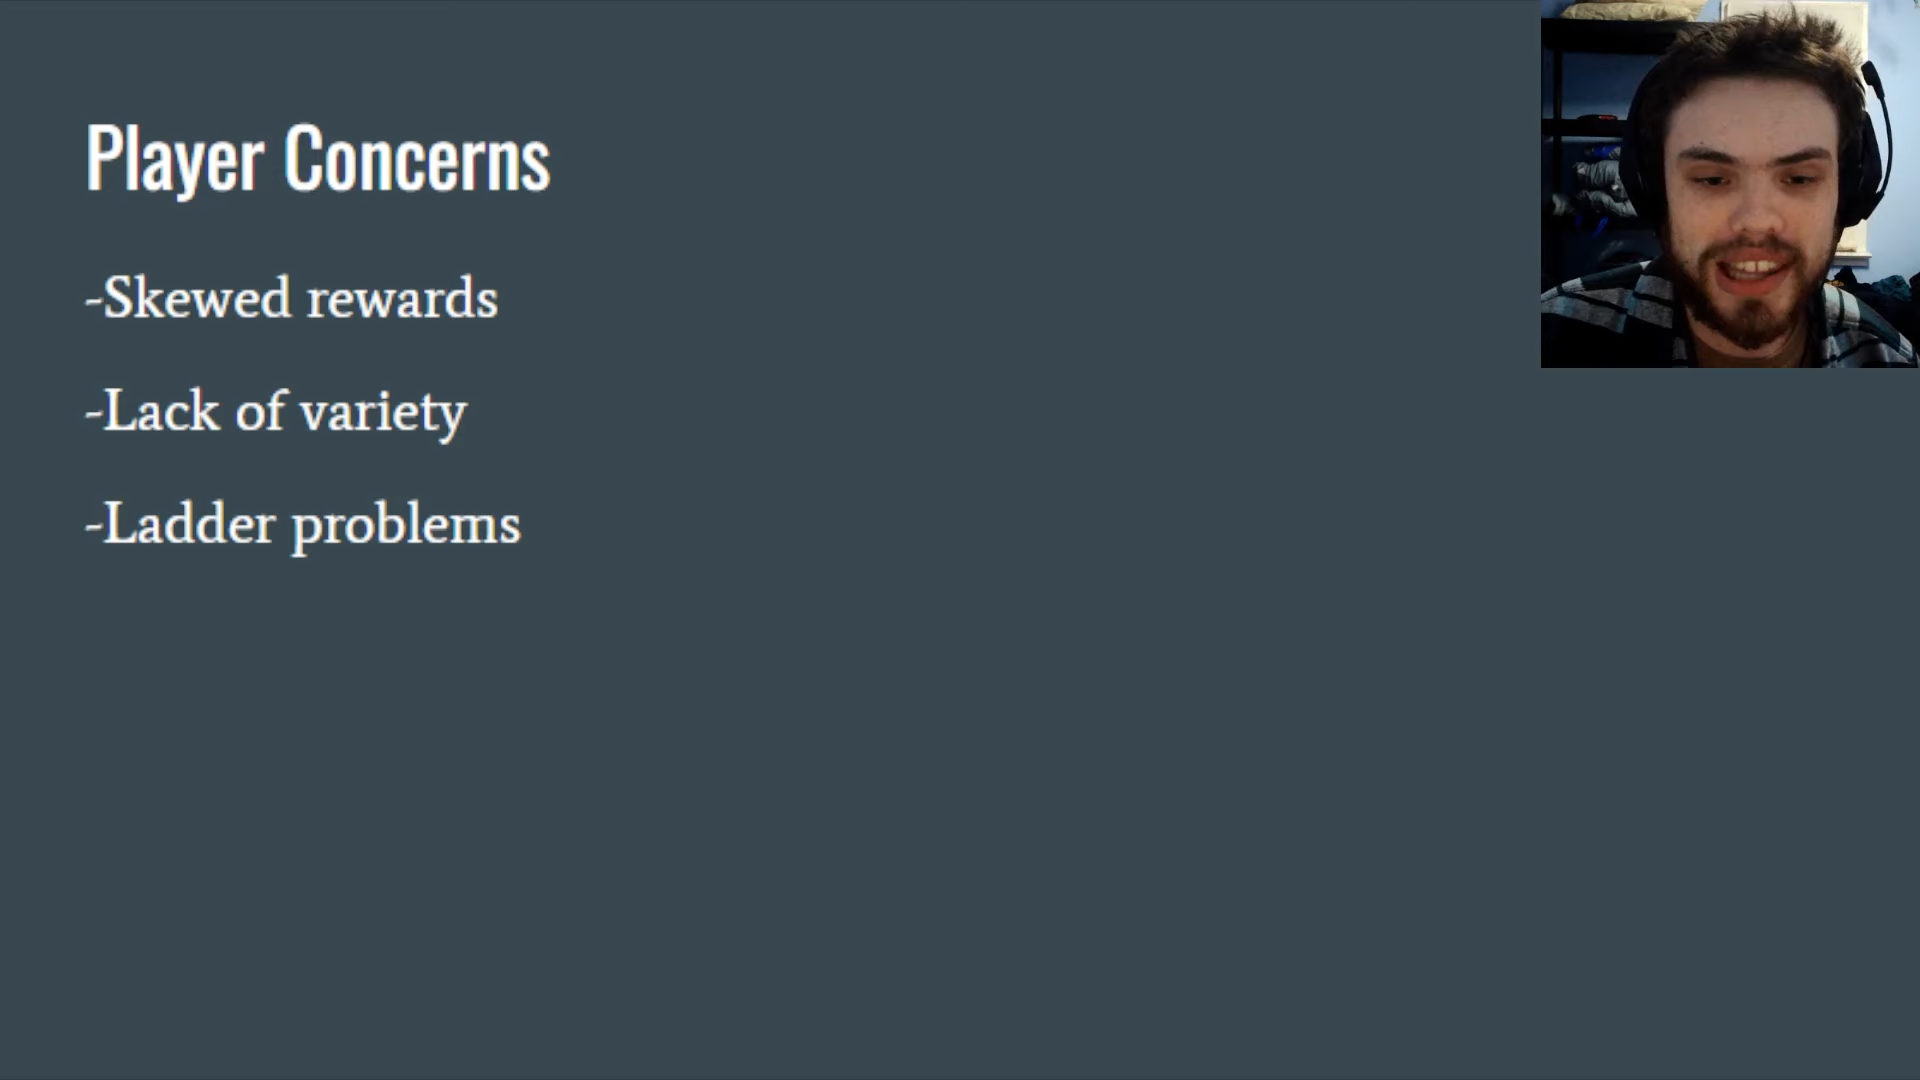 Player Concerns
-Skewed rewards
-Lack of variety
-Ladder problems